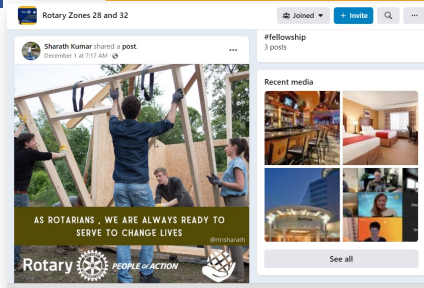 Rotary Zones 28 and 32
Joined
+ Invite
Sharath Kumar shared a post.
December 1 at 7:17 AM ·
AS ROTARIANS , WE ARE ALWAYS READY TO
SERVE TO CHANGE LIVES
@rtnsharath
Rotary
PEOPLE OF ACTION
#fellowship
3 posts
Recent media
See all